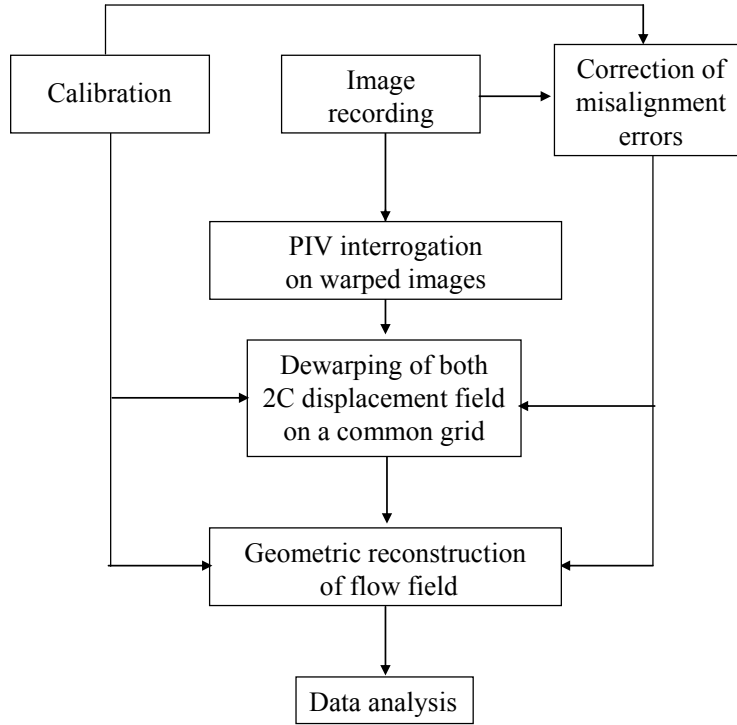 Calibration
Image
recording
Correction of
misalignment
errors
PIV interrogation
on warped images
Dewarping of both
2C displacement field
on a common grid
Geometric reconstruction
of flow field
Data analysis